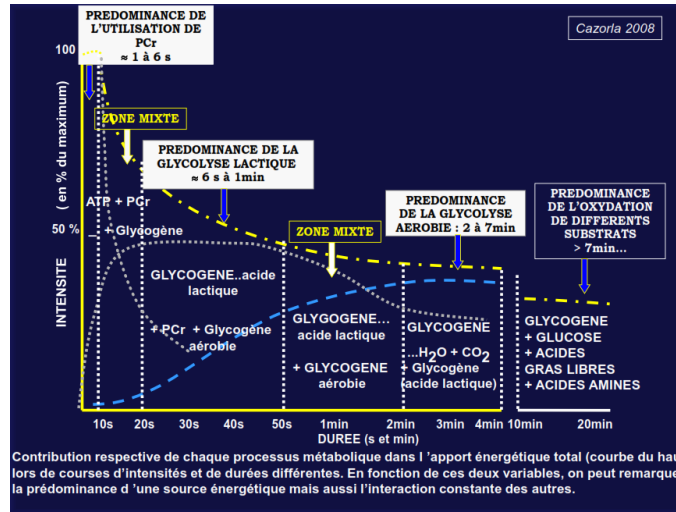 PREDOMINANCE DE
L'UTILISATION DE
PCr
≈ 1 à 6 s
Cazorla 2008
100
ZONE MIXTE
PREDOMINANCE DE LA
GLYCOLYSE LACTIQUE
≈ 6 s à 1min
PREDOMINANCE
DE LA GLYCOLYSE
AEROBIE : 2 à 7min
PREDOMINANCE
DE L'OXYDATION
DE DIFFERENTS
SUBSTRATS
> 7min...
INTENSITE ( en % du maximum)
ATP + PCr
50 %
+ Glycogène
ZONE MIXTE
GLYCOGENE..acide
lactique
+ PCr + Glycogène
aérobie
GLYGOGENE...
acide lactique
+ GLYCOGENE
aérobie
GLYCOGENE
...H2O + CO2
+ Glycogène
(acide lactique)
GLYCOGENE
+ GLUCOSE
+ ACIDES
GRAS LIBRES
+ ACIDES AMINES
10s 20s 30s 40s 50s 1min 2min 3min 4min 10min 20min
DUREE (s et min)
Contribution respective de chaque processus métabolique dans l 'apport énergétique total (courbe du hau
lors de courses d'intensités et de durées différentes. En fonction de ces deux variables, on peut remarque
la prédominance d 'une source énergétique mais aussi l'interaction constante des autres.